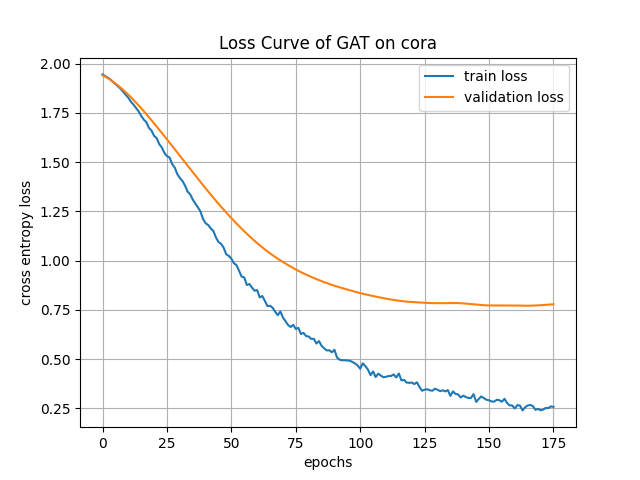 Loss Curve of GAT on cora
2.00
1.75
1.50
1.25
1.00
0.75
0.50
0.25
cross entropy loss
train loss
validation loss
0 25 50 75 100 125 150 175
epochs